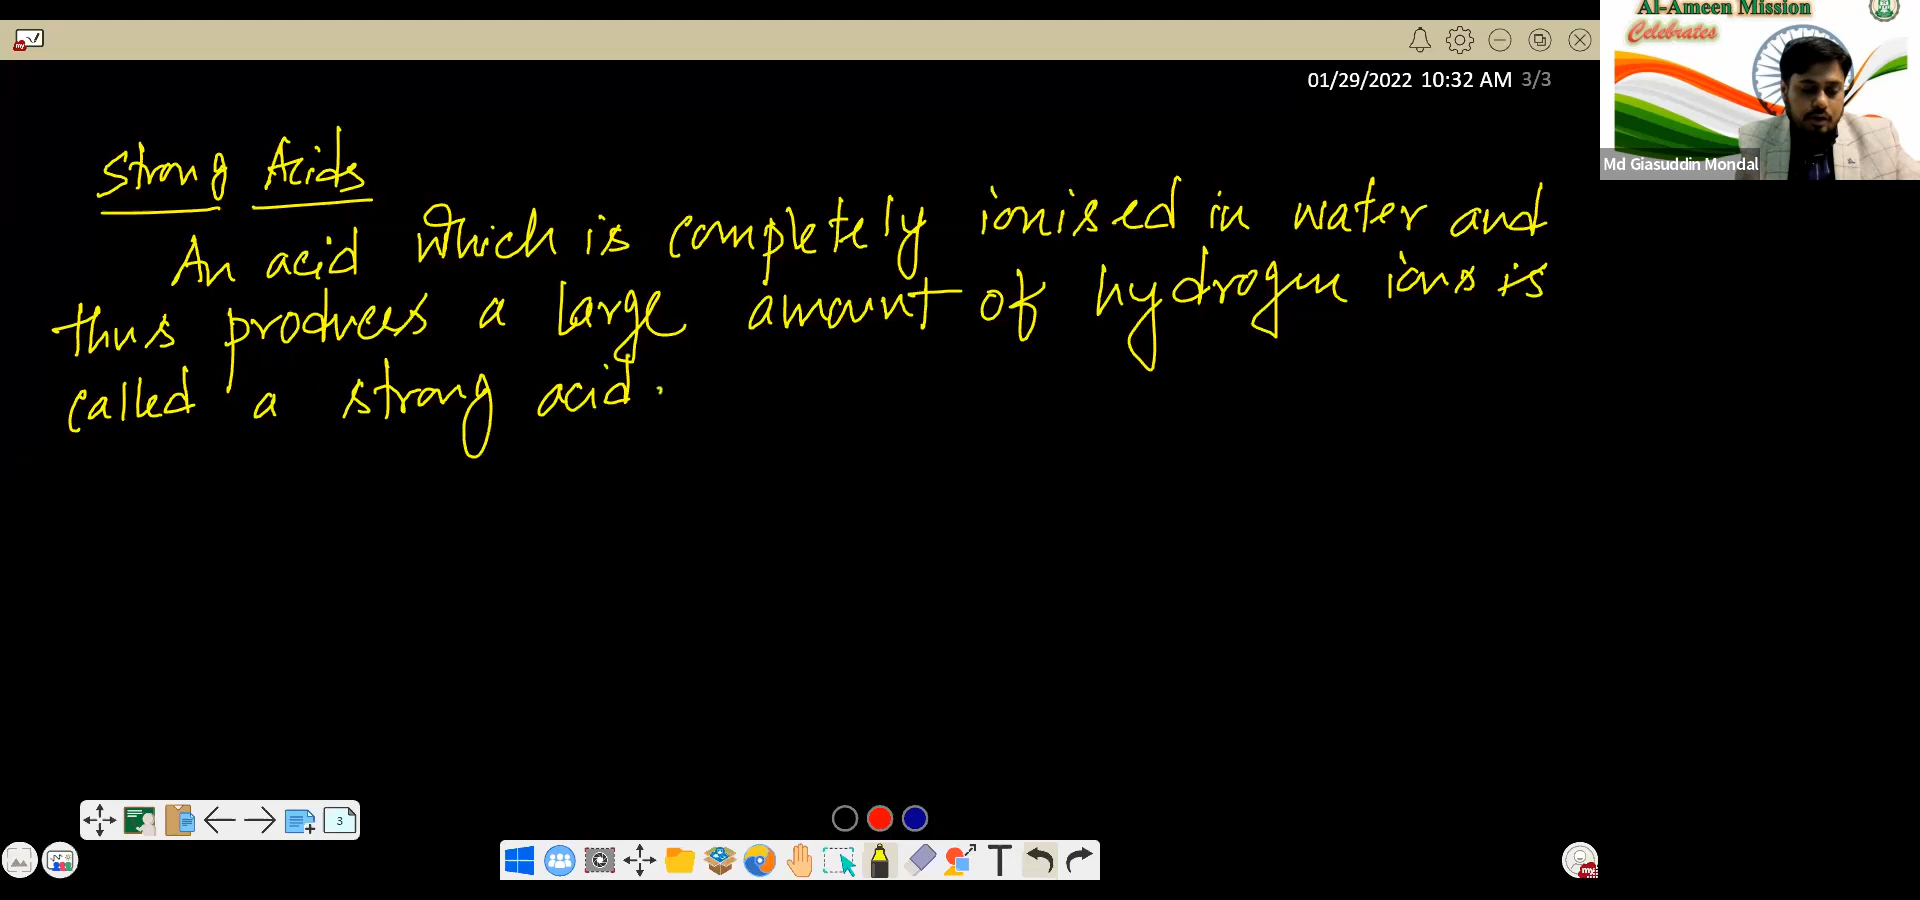 Al-Ameen Mission
Celebrates
01/29/2022 10:32 AM 3/3
Md Giasuddin Mondal
Strong Acids
An acid which is completely ionised in water and
thus produces a large amount of hydrogen ions is
called a strong acid.
3